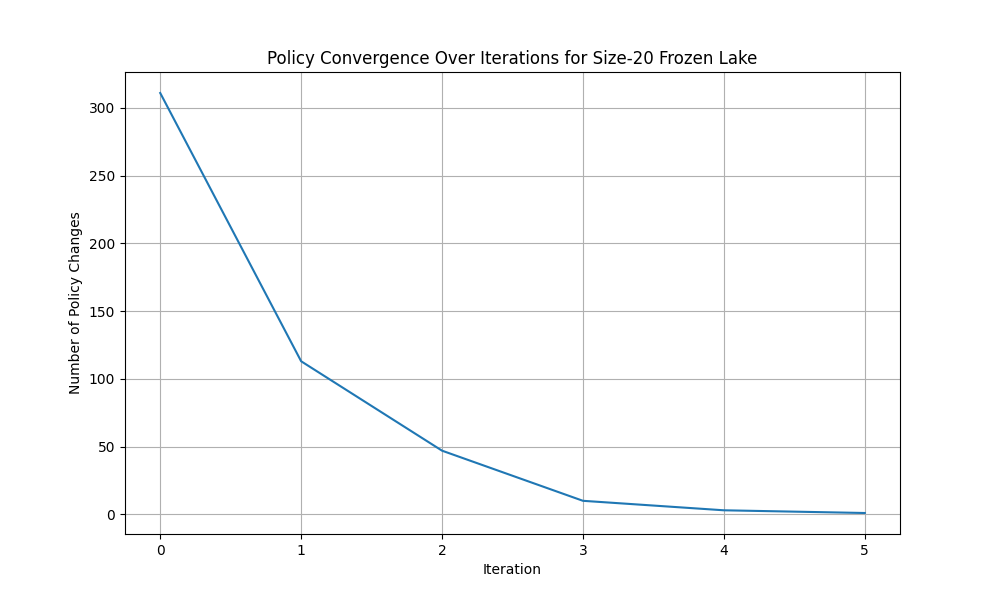 Policy Convergence Over Iterations for Size-20 Frozen Lake
Number of Policy Changes
300
250
200
150
100
50
0
0 1 2 3 4 5
Iteration